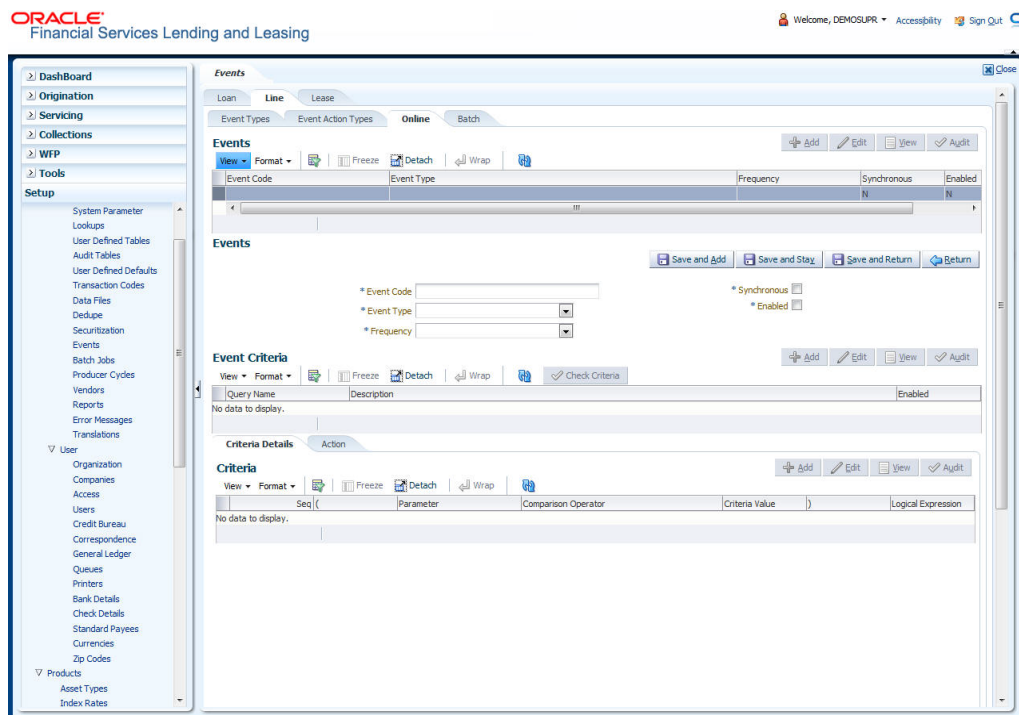 ORACLE
Financial Services Lending and Leasing
Welcome, DEMOSUPR Accessibility Sign Out
Close
DashBoard
Origination
Servicing
Collections
WFP
Tools
Setup
System Parameter
Lookups
User Defined Tables
Audit Tables
User Defined Defaults
Transaction Codes
Data Files
Dedupe
Securitization
Events
Batch Jobs
Producer Cycles
Vendors
Reports
Error Messages
Translations
User
Organization
Companies
Access
Users
Credit Bureau
Correspondence
General Ledger
Queues
Printers
Bank Details
Check Details
Standard Payees
Currencies
Zip Codes
Products
Asset Types
Index Rates
Events
Loan Line Lease
Event Types Event Action Types Online Batch
Events Add Edit View Audit
View Format Freeze Detach Wrap
Event Code Event Type Frequency Synchronous Enabled
N N
Events
Save and Add Save and Stay Save and Return Return
* Event Code * Synchronous
* Event Type * Enabled
* Frequency
Event Criteria Add Edit View Audit
View Format Freeze Detach Wrap Check Criteria
Query Name Description Enabled
No data to display.
Criteria Details Action
Criteria Add Edit View Audit
View Format Freeze Detach Wrap
Seq ( Parameter Comparison Operator Criteria Value ) Logical Expression
No data to display.